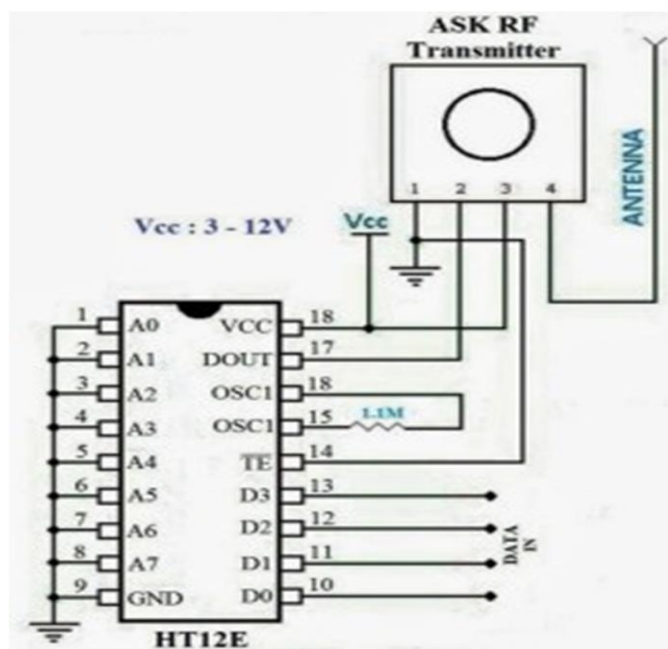 ASK RF
Transmitter
1 2 3 4
ANTENNA
Vcc : 3 - 12V
Vcc
1 A0 VCC 18
2 A1 DOUT 17
3 A2 OSC1 18
4 A3 OSC1 15
1.1M
5 A4 TE 14
6 A5 D3 13
7 A6 D2 12
8 A7 D1 11
9 GND D0 10
DATA
IN
HT12E